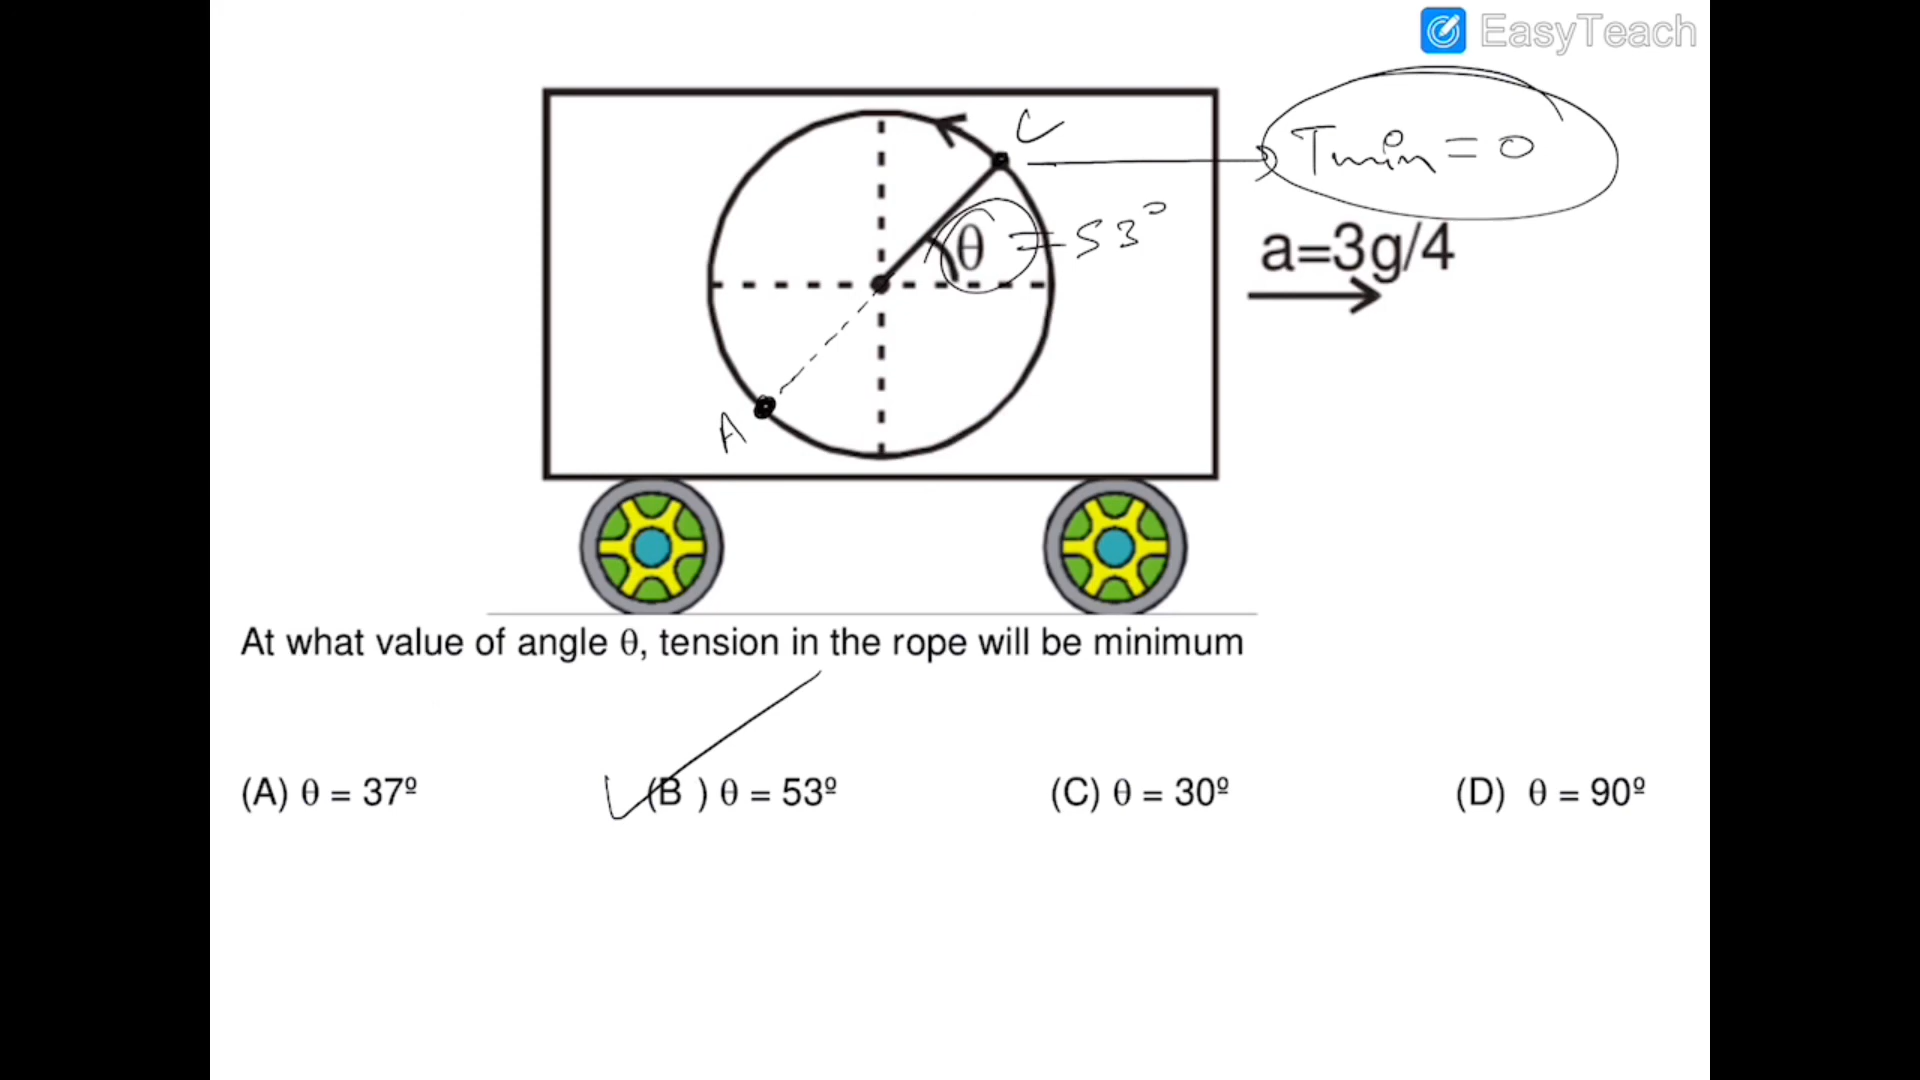 EasyTeach
C
Tmin = 0
θ = 53°
a=3g/4
A
At what value of angle θ, tension in the rope will be minimum
(A) θ = 37º
(B ) θ = 53º
(C) θ = 30º
(D) θ = 90º